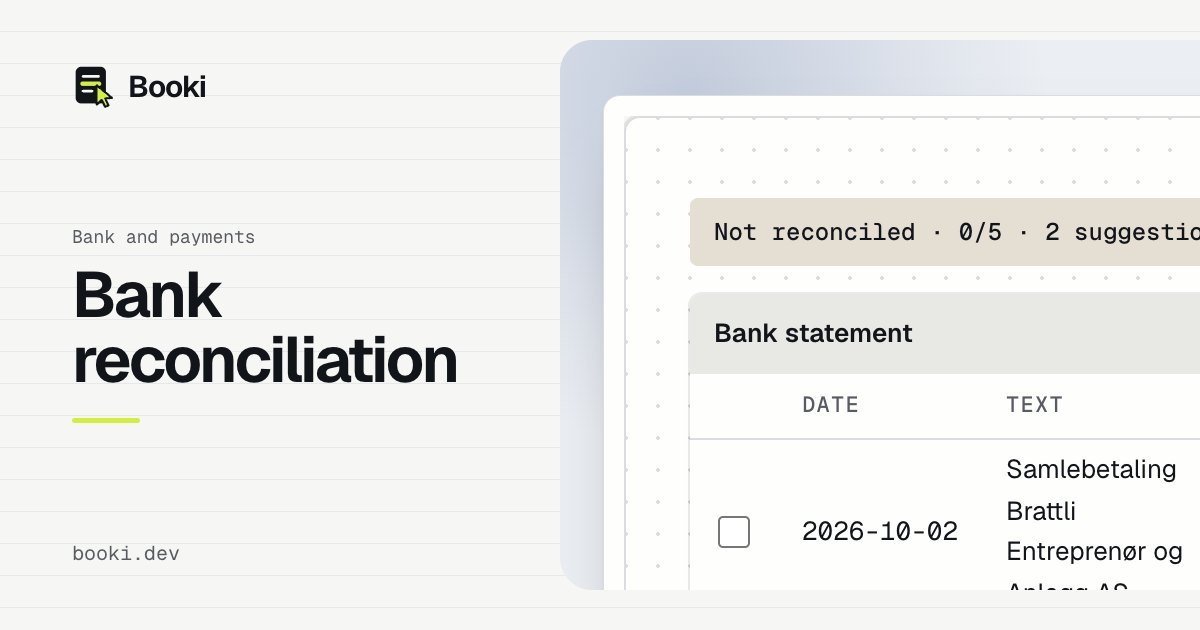 Booki
Bank and payments
Bank
reconciliation
booki.dev
Not reconciled · 0/5 · 2
Bank statement
DATE
TEXT
2026-10-02
Samlebetaling
Brattli
Entreprenør og